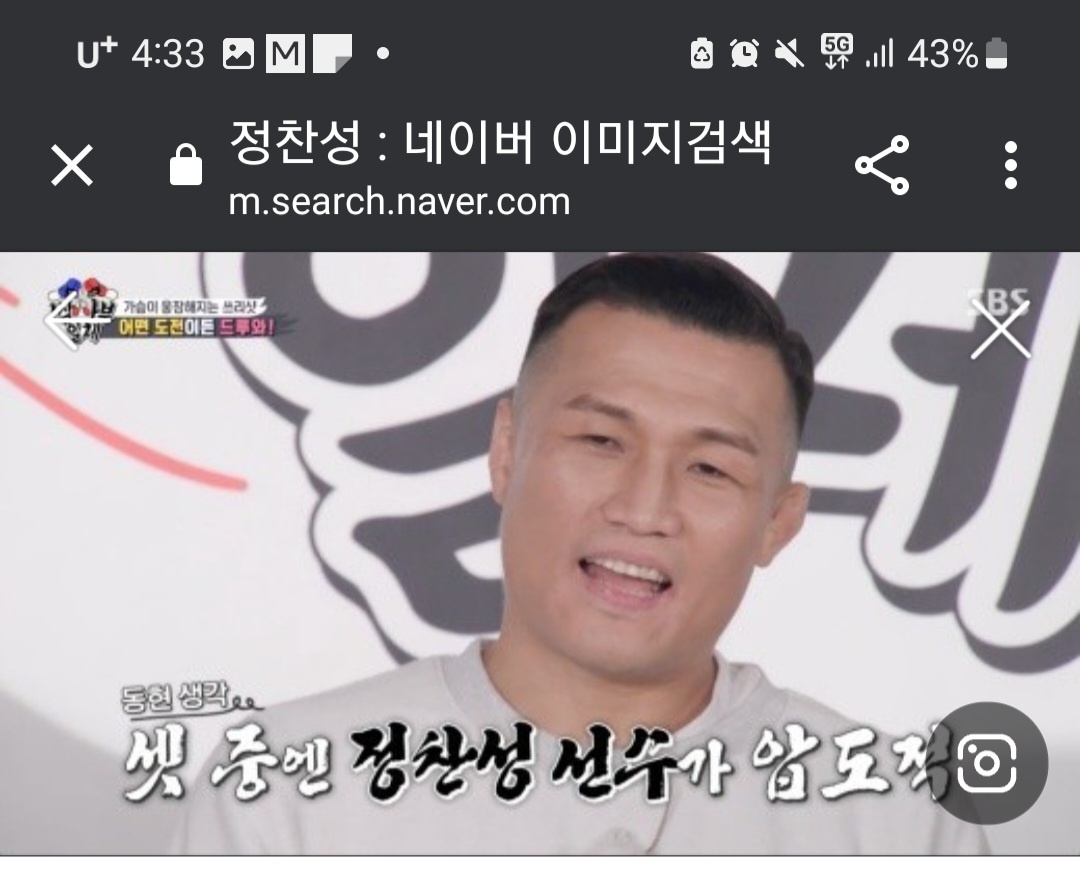 U+ 4:33 M 5G 43%
정찬성 : 네이버 이미지검색
m.search.naver.com
가슴이 웅장해지는 쓰리샷
어떤 도전이든 드루와!
SBS
동현 생각
셋 중엔 정찬성 선수가 압도적